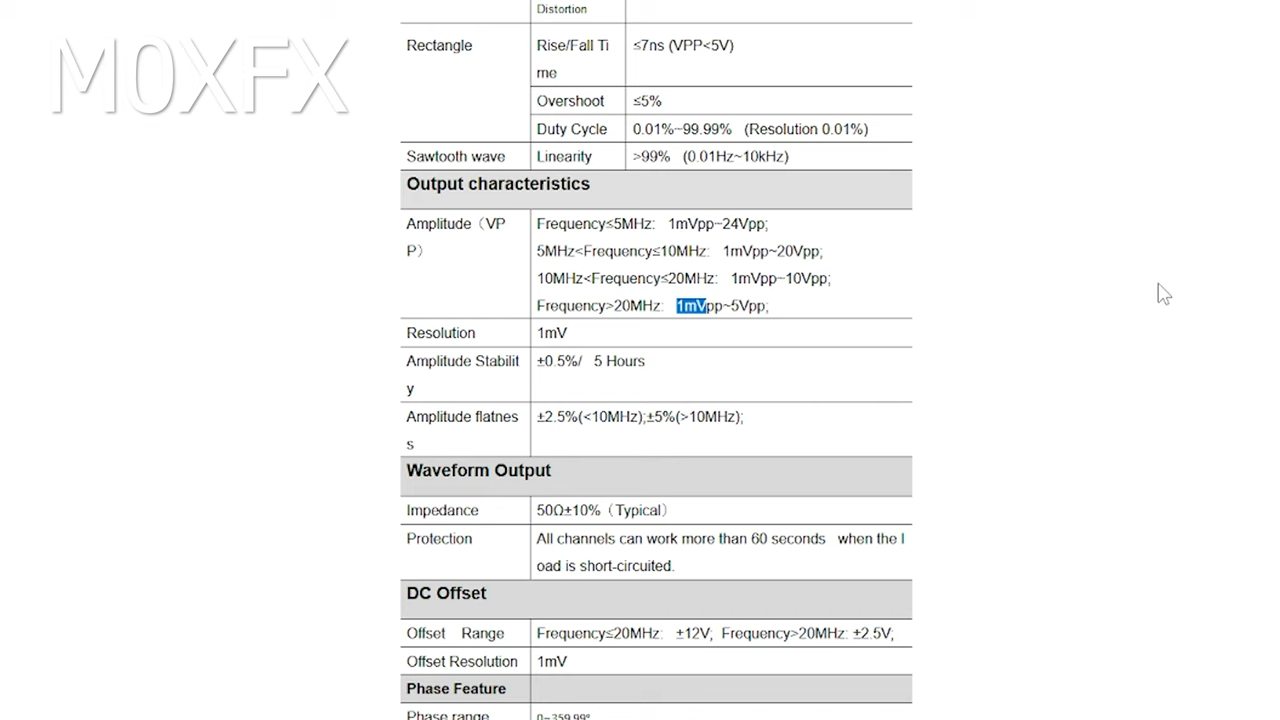 MOXFX
Distortion
Rectangle
Rise/Fall Ti
me
≤7ns (VPP<5V)
Overshoot
≤5%
Duty Cycle
0.01%~99.99% (Resolution 0.01%)
Sawtooth wave
Linearity
>99% (0.01Hz~10kHz)
Output characteristics
Amplitude（VP
P）
Frequency≤5MHz: 1mVpp~24Vpp;
5MHz<Frequency≤10MHz: 1mVpp~20Vpp;
10MHz<Frequency≤20MHz: 1mVpp~10Vpp;
Frequency>20MHz: 1mVpp~5Vpp;
Resolution
1mV
Amplitude Stabilit
y
±0.5%/ 5 Hours
Amplitude flatnes
s
±2.5%(<10MHz);±5%(>10MHz);
Waveform Output
Impedance
50Ω±10%（Typical）
Protection
All channels can work more than 60 seconds when the l
oad is short-circuited.
DC Offset
Offset Range
Frequency≤20MHz: ±12V; Frequency>20MHz: ±2.5V;
Offset Resolution
1mV
Phase Feature
Phase range
0~359.99°